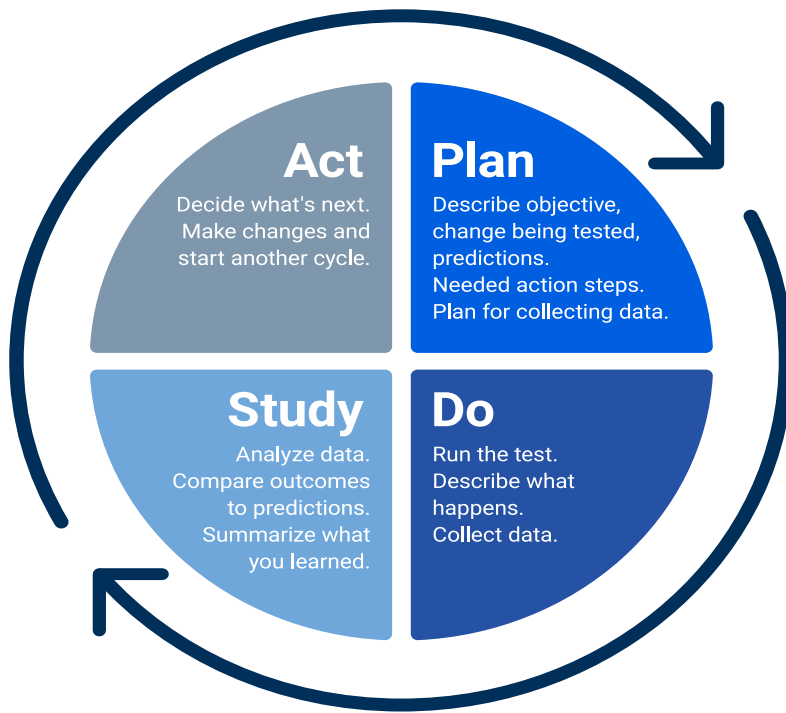 Act
Decide what's next.
Make changes and
start another cycle.
Plan
Describe objective,
change being tested,
predictions.
Needed action steps.
Plan for collecting data.
Study
Analyze data.
Compare outcomes
to predictions.
Summarize what
you learned.
Do
Run the test.
Describe what
happens.
Collect data.